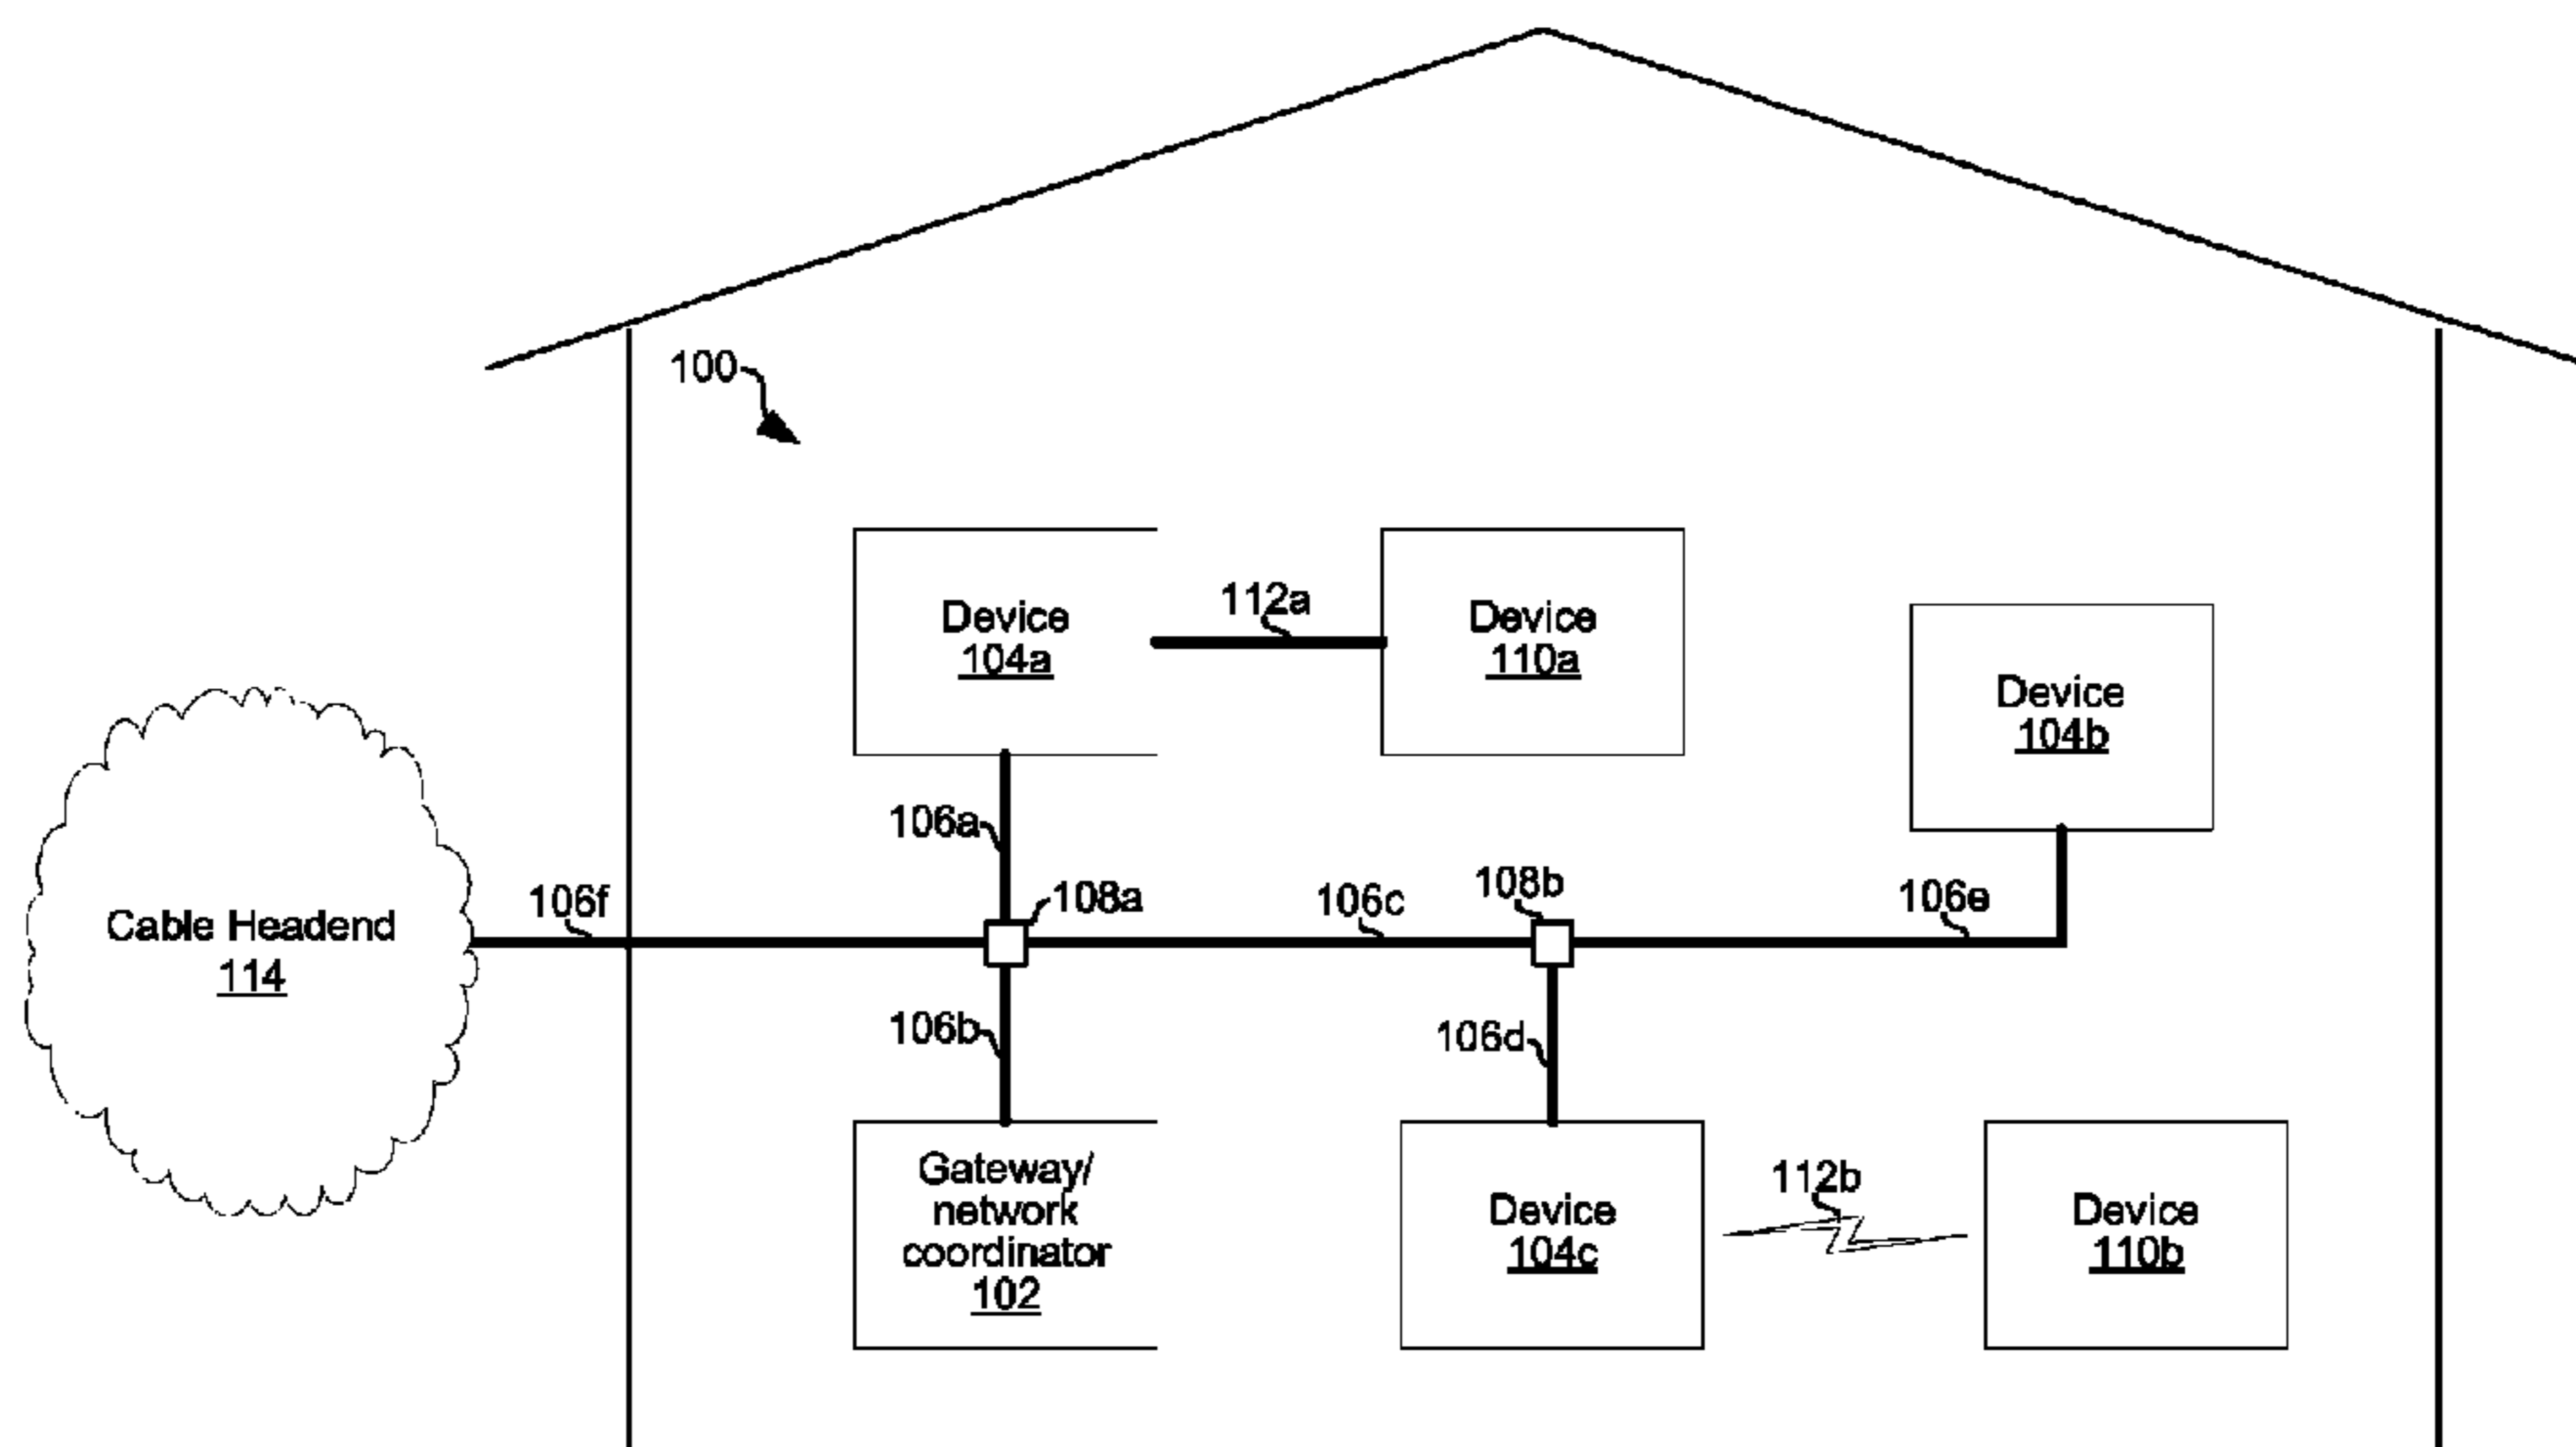 100
Device
104a
112a
Device
110a
Device
104b
106a
106f
108a
106c
108b
106e
Cable Headend
114
106b
106d
Gateway/
network
coordinator
102
Device
104c
112b
Device
110b